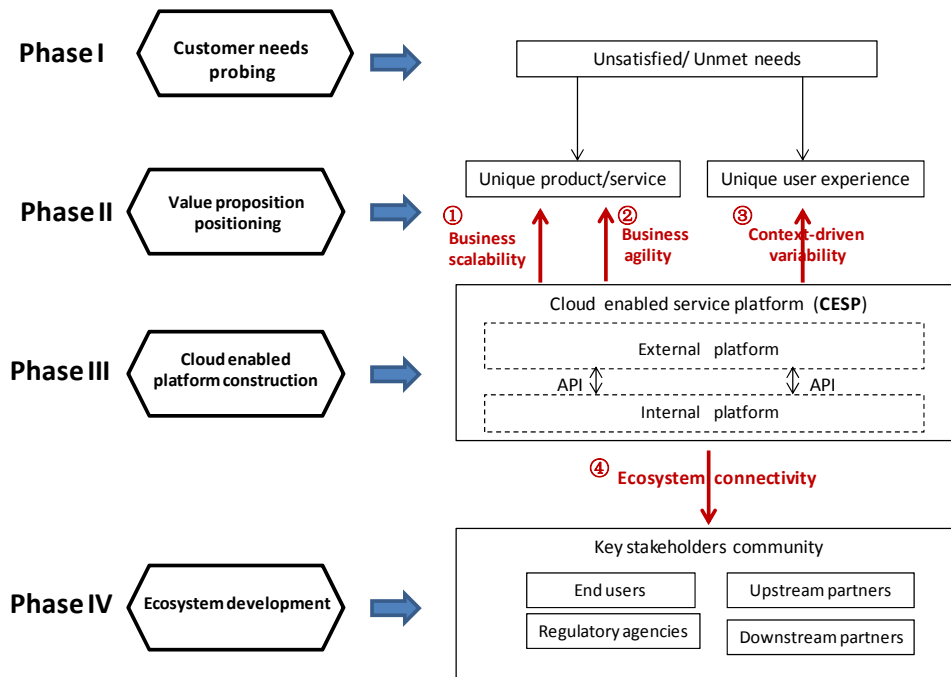 Phase I
Customer needs
probing
Unsatisfied/ Unmet needs
Phase II
Value proposition
positioning
Unique product/service
Unique user experience
①
Business
scalability
②
Business
agility
③
Context-driven
variability
Phase III
Cloud enabled
platform construction
Cloud enabled service platform (CESP)
External platform
API
API
Internal platform
④
Ecosystem connectivity
Phase IV
Ecosystem development
Key stakeholders community
End users
Upstream partners
Regulatory agencies
Downstream partners